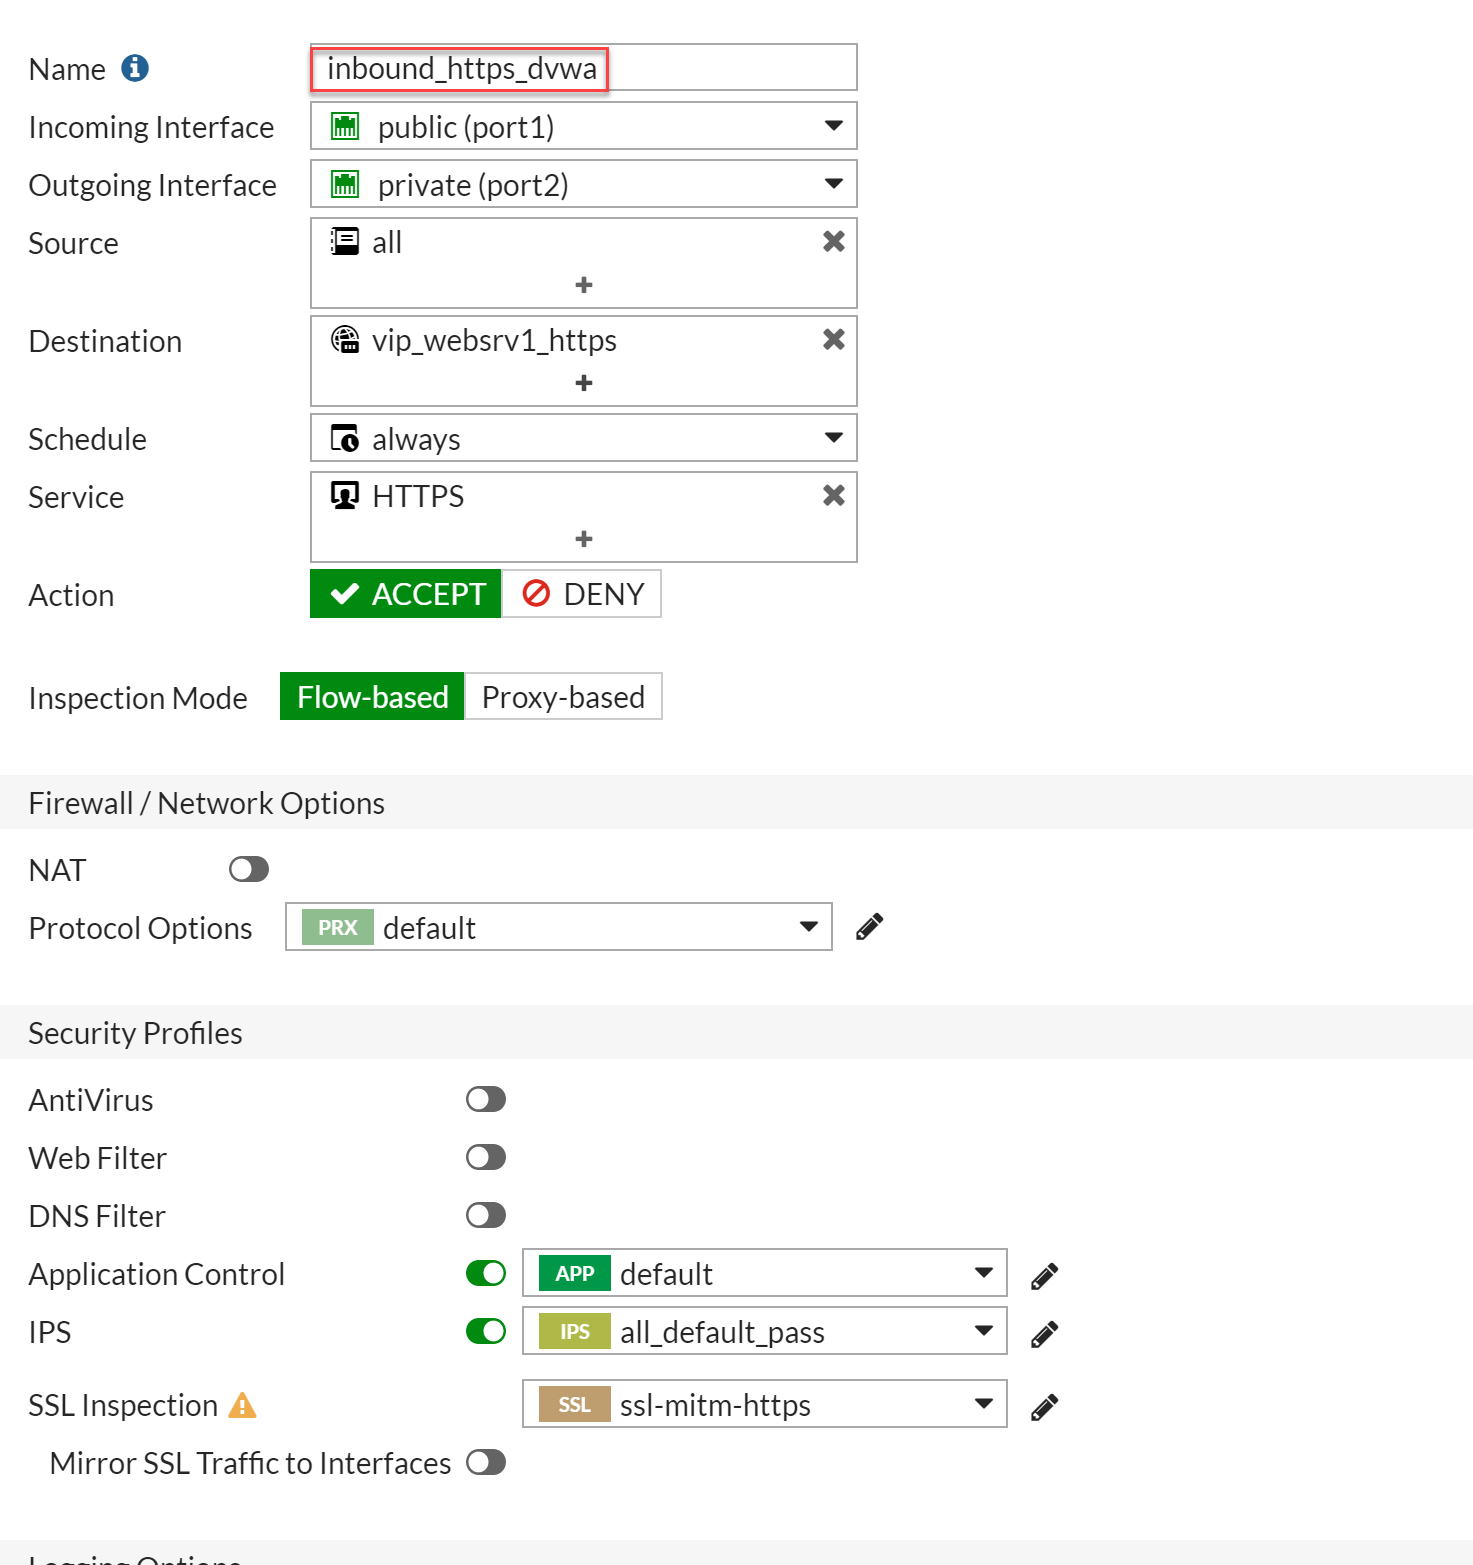 Name inbound_https_dvwa
Incoming Interface public (port1)
Outgoing Interface private (port2)
Source all
Destination vip_websrv1_https
Schedule always
Service HTTPS
Action ACCEPT DENY
Inspection Mode Flow-based Proxy-based
Firewall / Network Options
NAT
Protocol Options PRX default
Security Profiles
AntiVirus
Web Filter
DNS Filter
Application Control APP default
IPS IPS all_default_pass
SSL Inspection SSL ssl-mitm-https
Mirror SSL Traffic to Interfaces
Logging Options